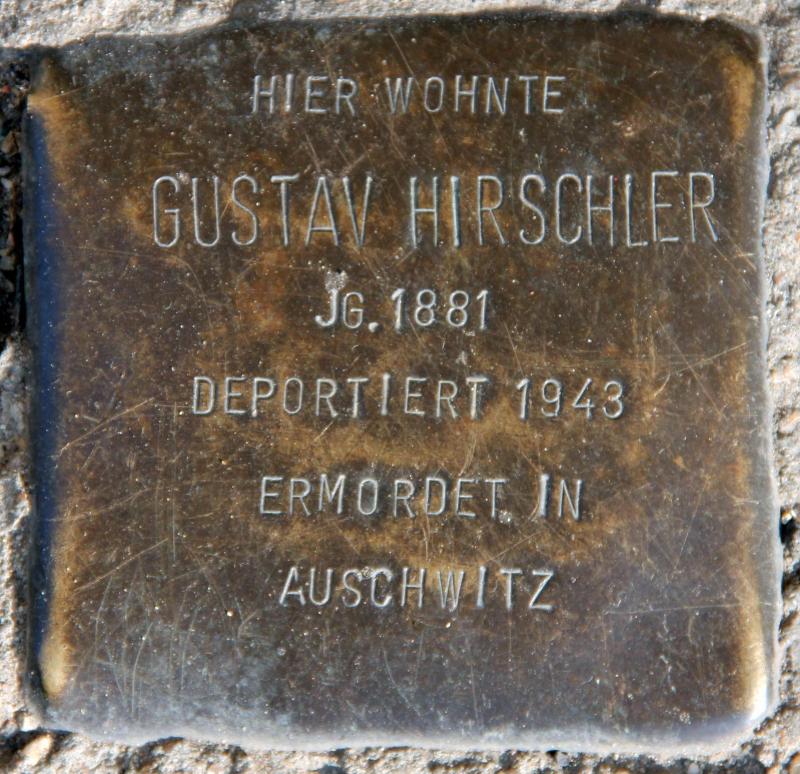 HIER WOHNTE
GUSTAV HIRSCHLER
JG. 1881
DEPORTIERT 1943
ERMORDET IN
AUSCHWITZ